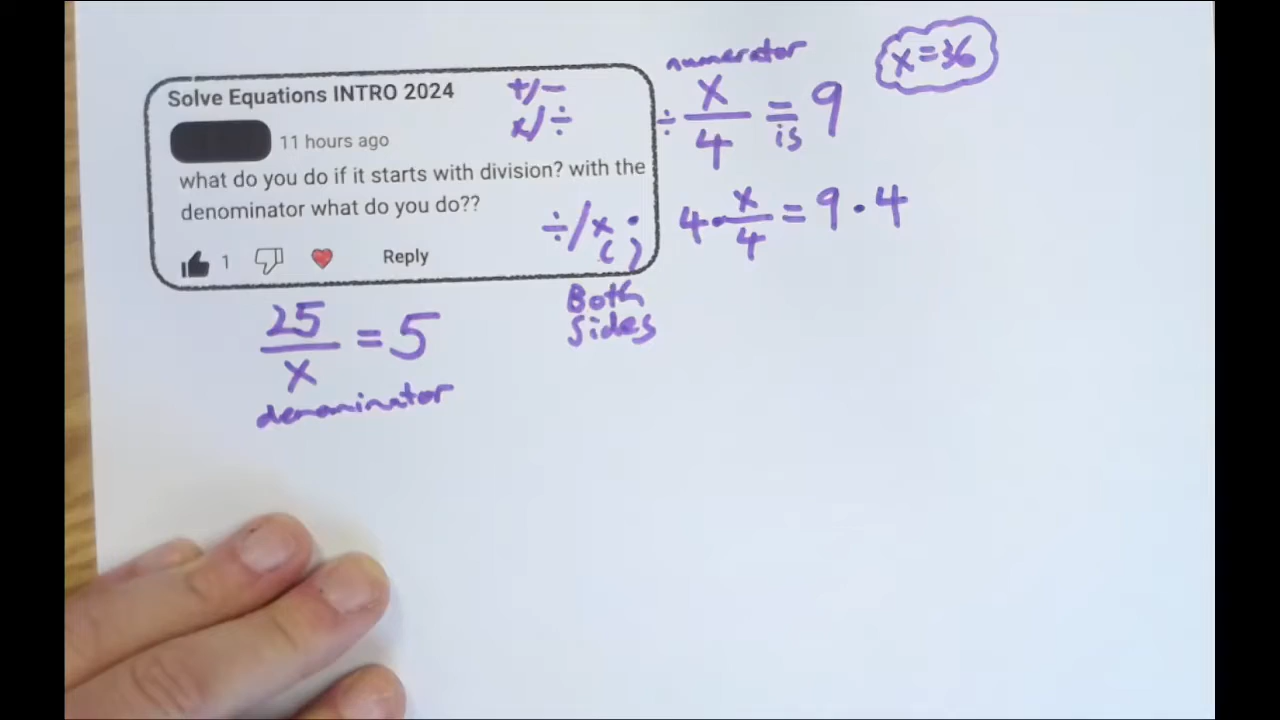 Solve Equations INTRO 2024
11 hours ago
what do you do if it starts with division? with the
denominator what do you do??
1
Reply
+/−
x/÷
÷/x •
( )
Both
Sides
numerator
÷ x/4 = 9
is
x=36
4·x/4 = 9·4
25/x = 5
denominator